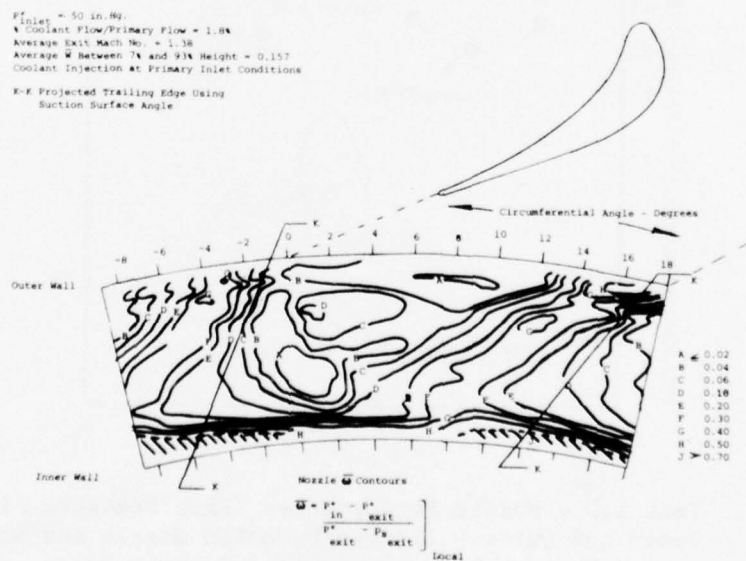 P*inlet = 50 in.Hg.
% Coolant Flow/Primary Flow = 1.8%
Average Exit Mach No. = 1.38
Average ω̅ Between 7% and 93% Height = 0.157
Coolant Injection at Primary Inlet Conditions
K-K Projected Trailing Edge Using
Suction Surface Angle
Circumferential Angle - Degrees
K
-8 -6 -4 -2 0 2 4 6 8 10 12 14 16 18
K
Outer Wall
Inner Wall
K
K
A ≤ 0.02
B 0.04
C 0.06
D 0.18
E 0.20
F 0.30
G 0.40
H 0.50
J > 0.70
Nozzle ω̅ Contours
ω̅ = P*in - P*exit
P*exit - Ps exit
Local